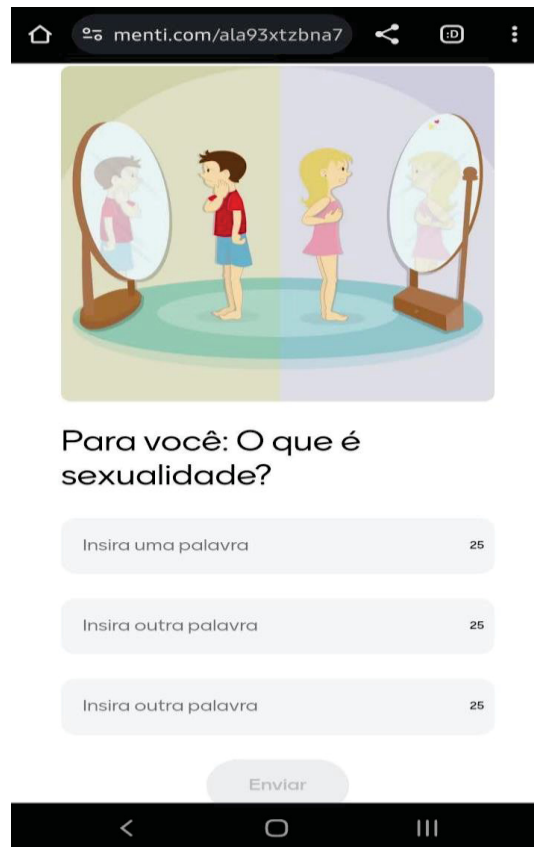 menti.com/ala93xtzbna7
:D
Para você: O que é
sexualidade?
Insira uma palavra
25
Insira outra palavra
25
Insira outra palavra
25
Enviar